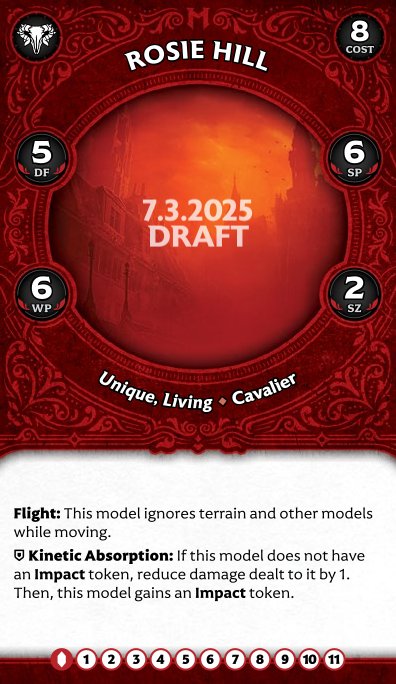 M
8
COST
ROSIE HILL
5
DF
6
SP
7.3.2025
DRAFT
6
WP
2
SZ
Unique, Living ♦ Cavalier
Flight: This model ignores terrain and other models
while moving.
Kinetic Absorption: If this model does not have
an Impact token, reduce damage dealt to it by 1.
Then, this model gains an Impact token.
1 2 3 4 5 6 7 8 9 10 11